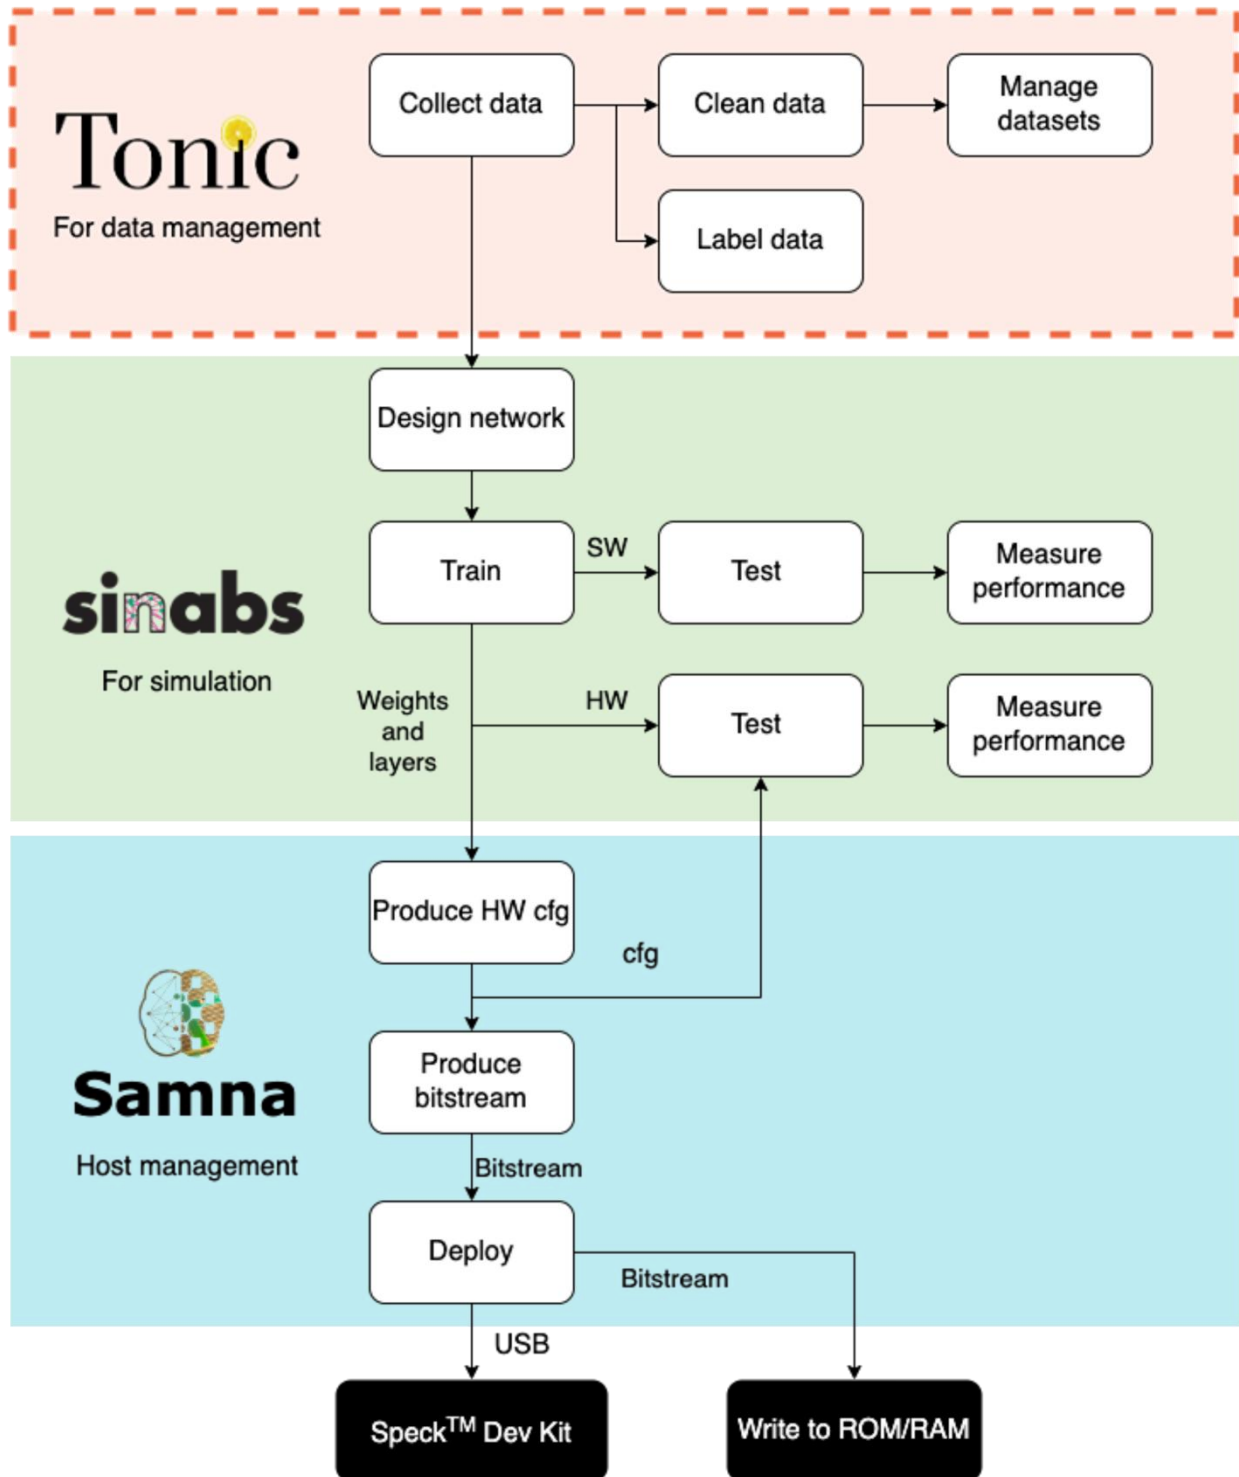 Collect data
Clean data
Manage
datasets
Tonic
For data management
Label data
Design network
Train
SW
Test
Measure
performance
sinabs
For simulation
Weights
and
layers
HW
Test
Measure
performance
Produce HW cfg
cfg
Samna
Host management
Produce
bitstream
Bitstream
Deploy
Bitstream
USB
Speck™ Dev Kit
Write to ROM/RAM